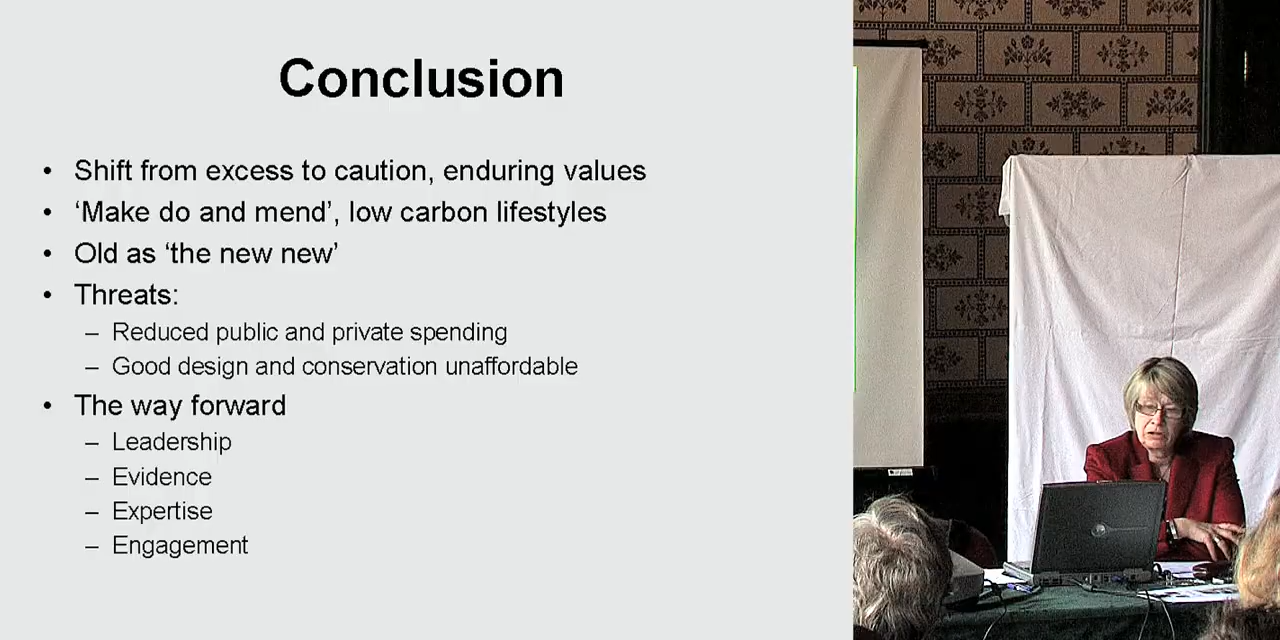 Conclusion
• Shift from excess to caution, enduring values
• ‘Make do and mend’, low carbon lifestyles
• Old as ‘the new new’
• Threats:
– Reduced public and private spending
– Good design and conservation unaffordable
• The way forward
– Leadership
– Evidence
– Expertise
– Engagement